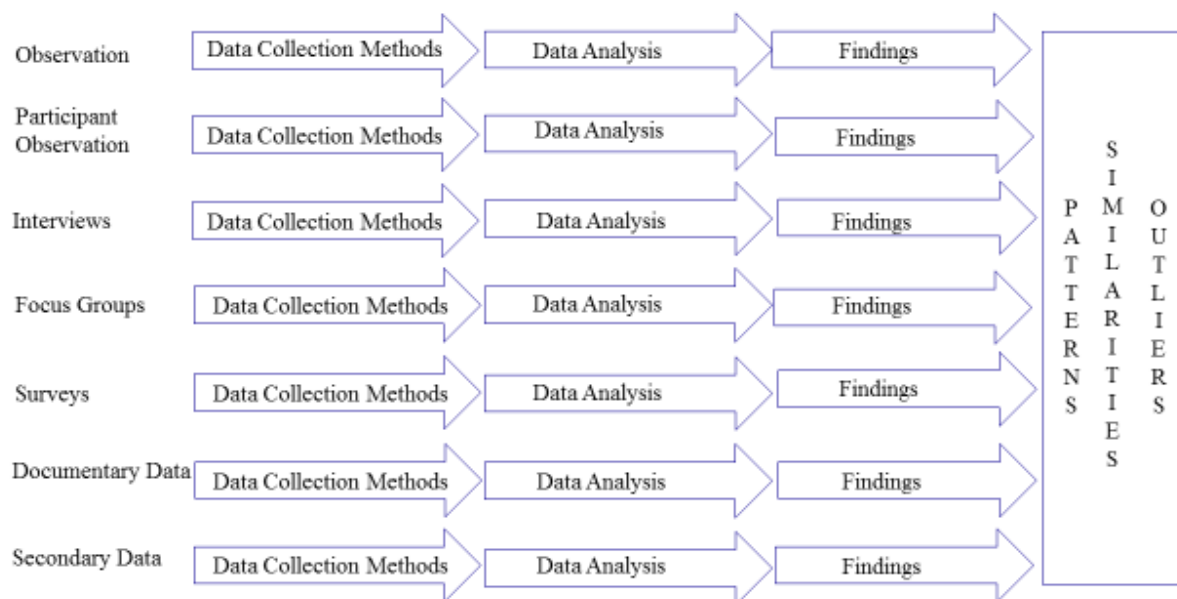 Observation
Data Collection Methods
Data Analysis
Findings
Participant
Observation
Data Collection Methods
Data Analysis
Findings
Interviews
Data Collection Methods
Data Analysis
Findings
Focus Groups
Data Collection Methods
Data Analysis
Findings
Surveys
Data Collection Methods
Data Analysis
Findings
Documentary Data
Data Collection Methods
Data Analysis
Findings
Secondary Data
Data Collection Methods
Data Analysis
Findings
PATTERNS
SIMILARITIES
OUTLIERS